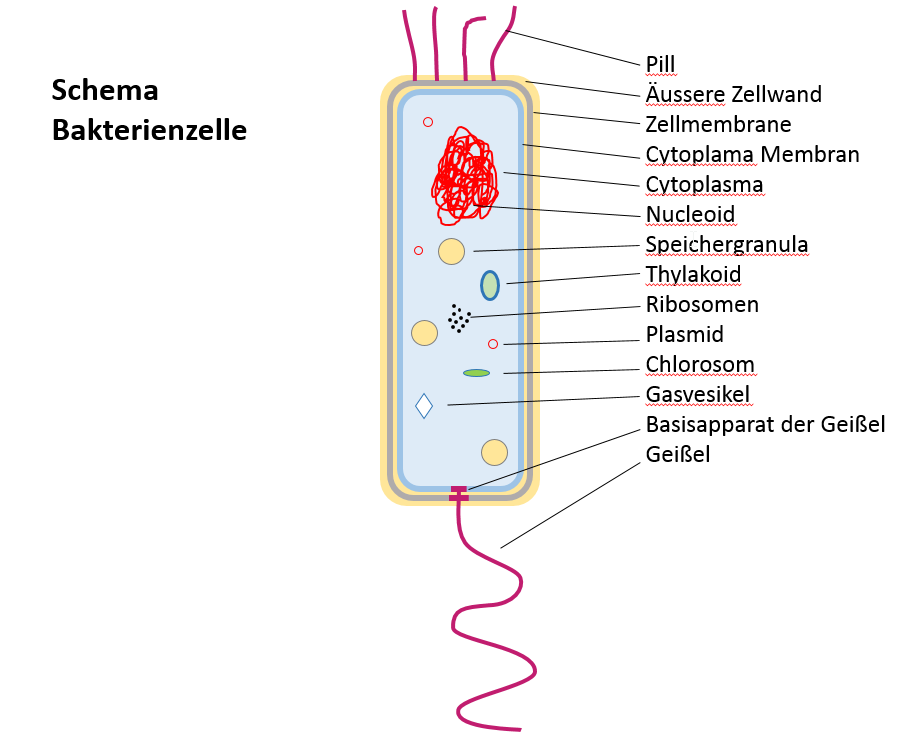 Schema
Bakterienzelle
Pill
Äussere Zellwand
Zellmembrane
Cytoplama Membran
Cytoplasma
Nucleoid
Speichergranula
Thylakoid
Ribosomen
Plasmid
Chlorosom
Gasvesikel
Basisapparat der Geißel
Geißel